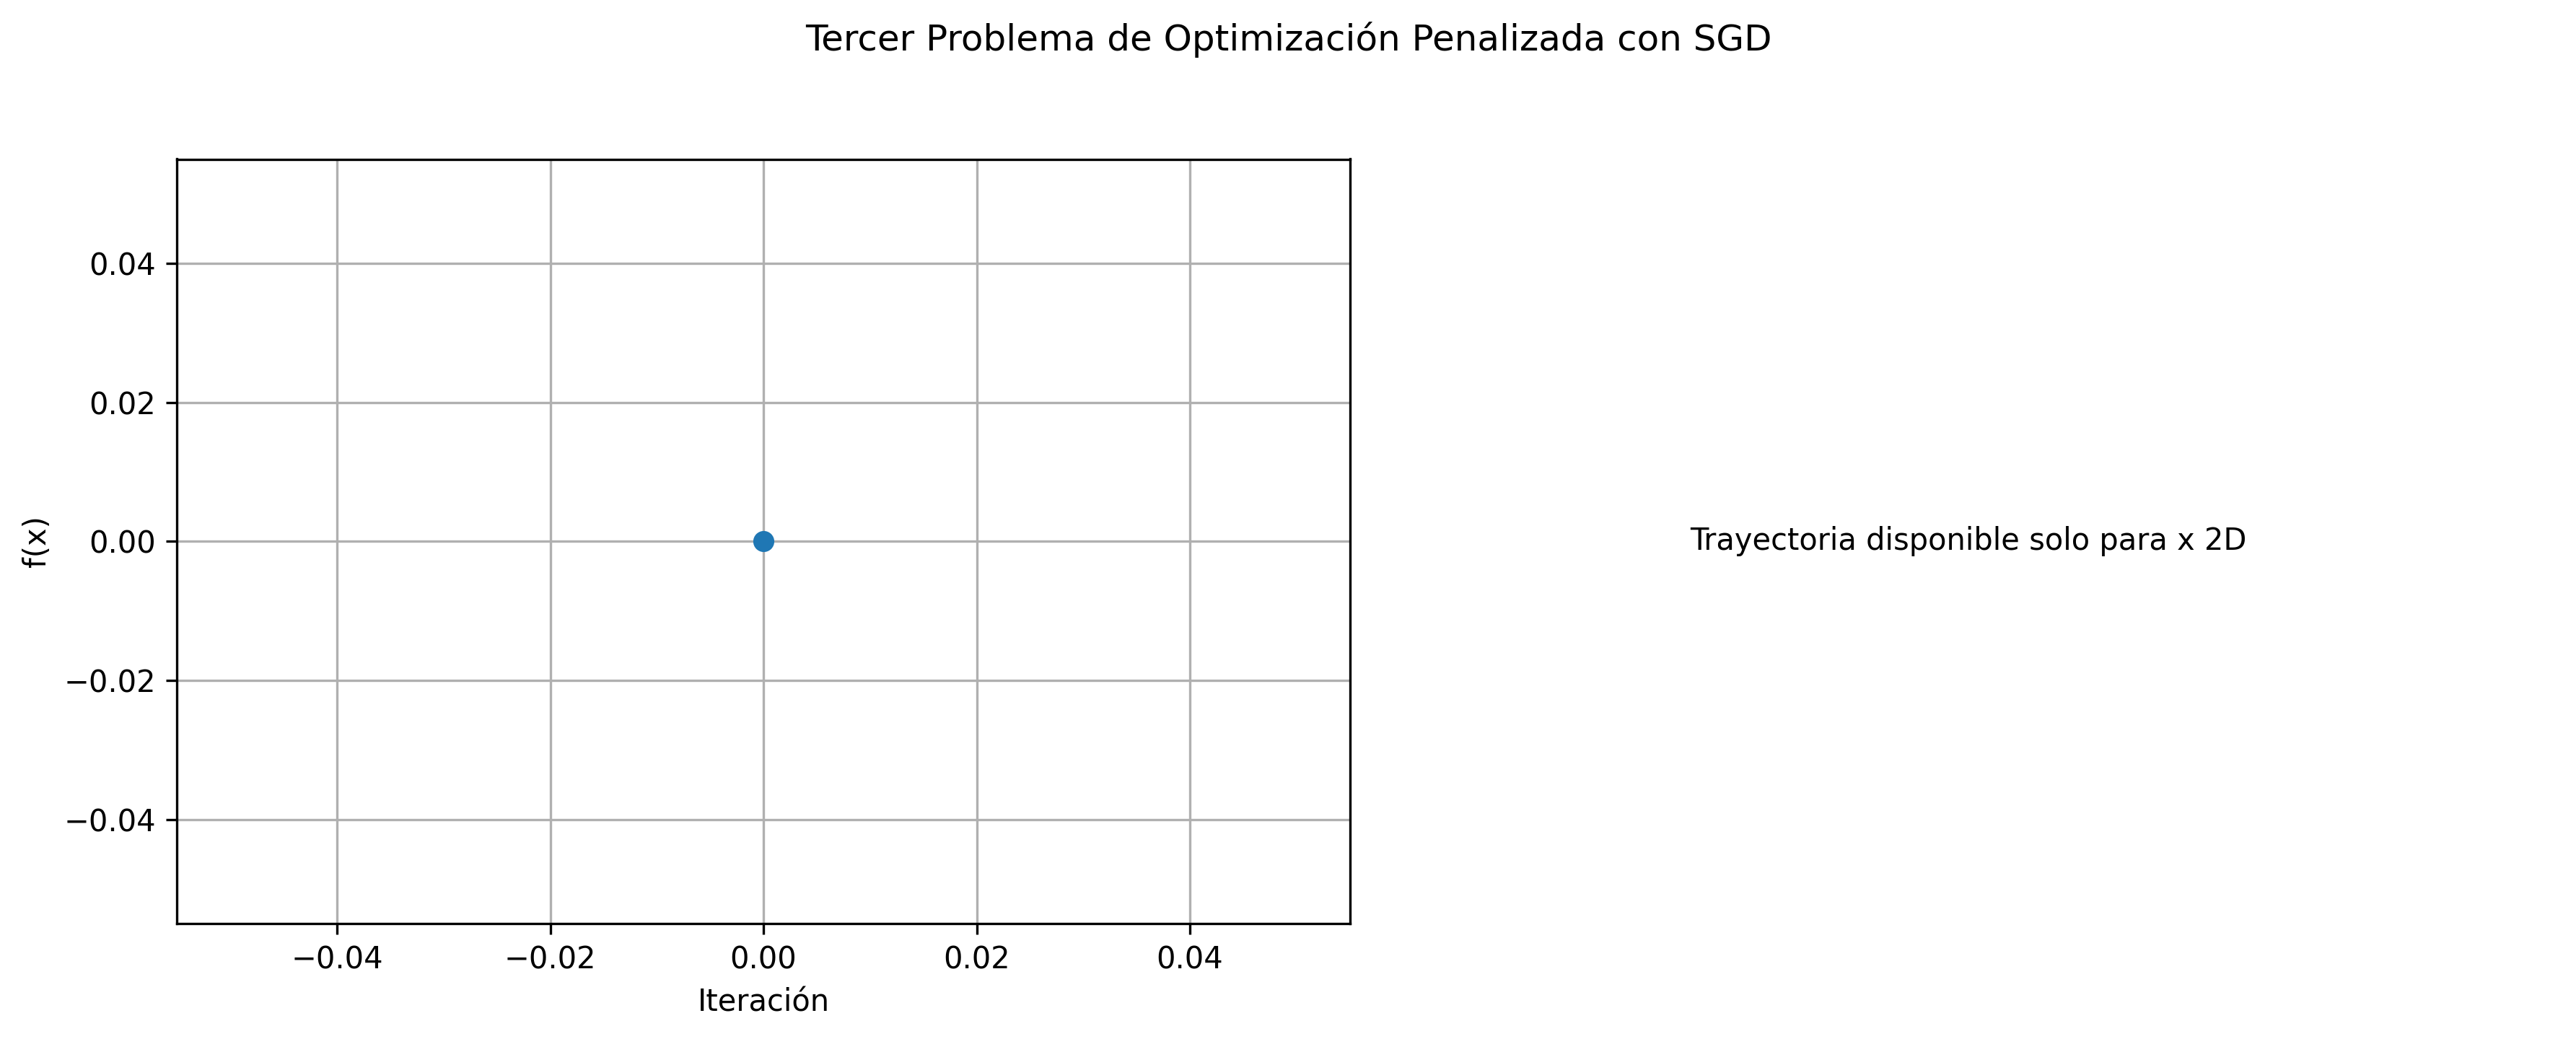 Tercer Problema de Optimización Penalizada con SGD
f(x)
0.04
0.02
0.00
−0.02
−0.04
−0.04 −0.02 0.00 0.02 0.04
Iteración
Trayectoria disponible solo para x 2D